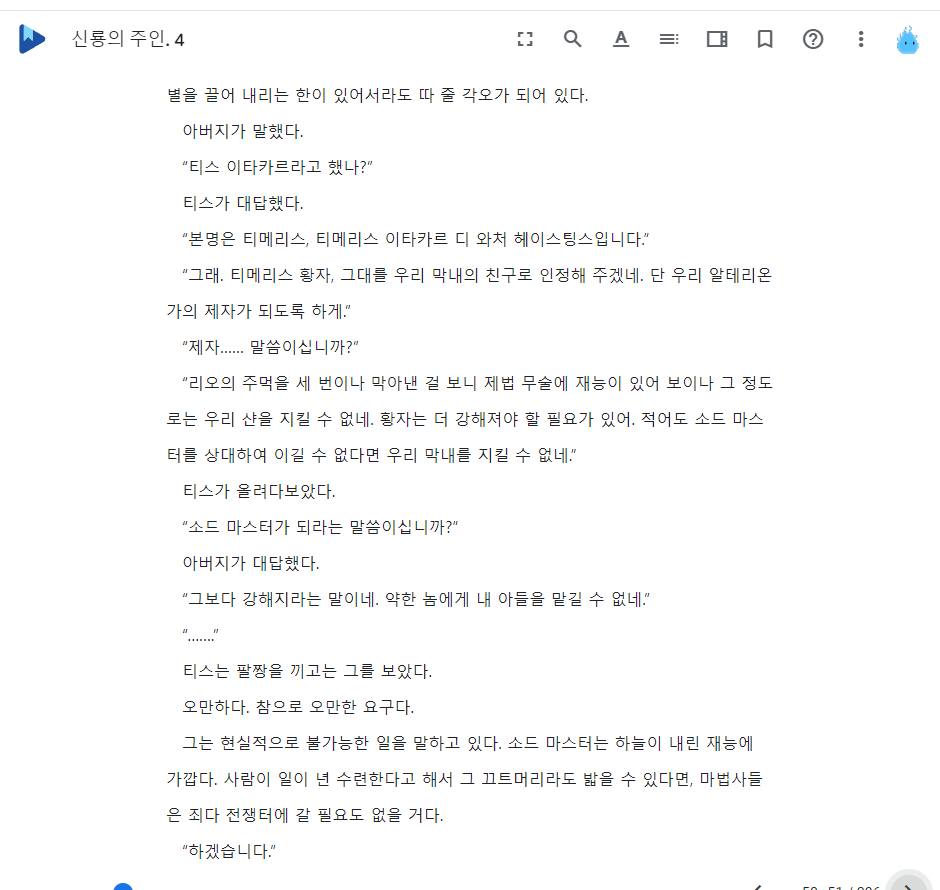 신룡의 주인. 4
별을 끌어 내리는 한이 있어서라도 따 줄 각오가 되어 있다.
아버지가 말했다.
“티스 이타카르라고 했나?”
티스가 대답했다.
“본명은 티메리스, 티메리스 이타카르 디 와처 헤이스팅스입니다.”
“그래. 티메리스 황자, 그대를 우리 막내의 친구로 인정해 주겠네. 단 우리 알테리온
가의 제자가 되도록 하게.”
“제자...... 말씀이십니까?”
“리오의 주먹을 세 번이나 막아낸 걸 보니 제법 무술에 재능이 있어 보이나 그 정도
로는 우리 샨을 지킬 수 없네. 황자는 더 강해져야 할 필요가 있어. 적어도 소드 마스
터를 상대하여 이길 수 없다면 우리 막내를 지킬 수 없네.”
티스가 올려다보았다.
“소드 마스터가 되라는 말씀이십니까?”
아버지가 대답했다.
“그보다 강해지라는 말이네. 약한 놈에게 내 아들을 맡길 수 없네.”
“.......”
티스는 팔짱을 끼고는 그를 보았다.
오만하다. 참으로 오만한 요구다.
그는 현실적으로 불가능한 일을 말하고 있다. 소드 마스터는 하늘이 내린 재능에
가깝다. 사람이 일이 년 수련한다고 해서 그 끄트머리라도 밟을 수 있다면, 마법사들
은 죄다 전쟁터에 갈 필요도 없을 거다.
“하겠습니다.”